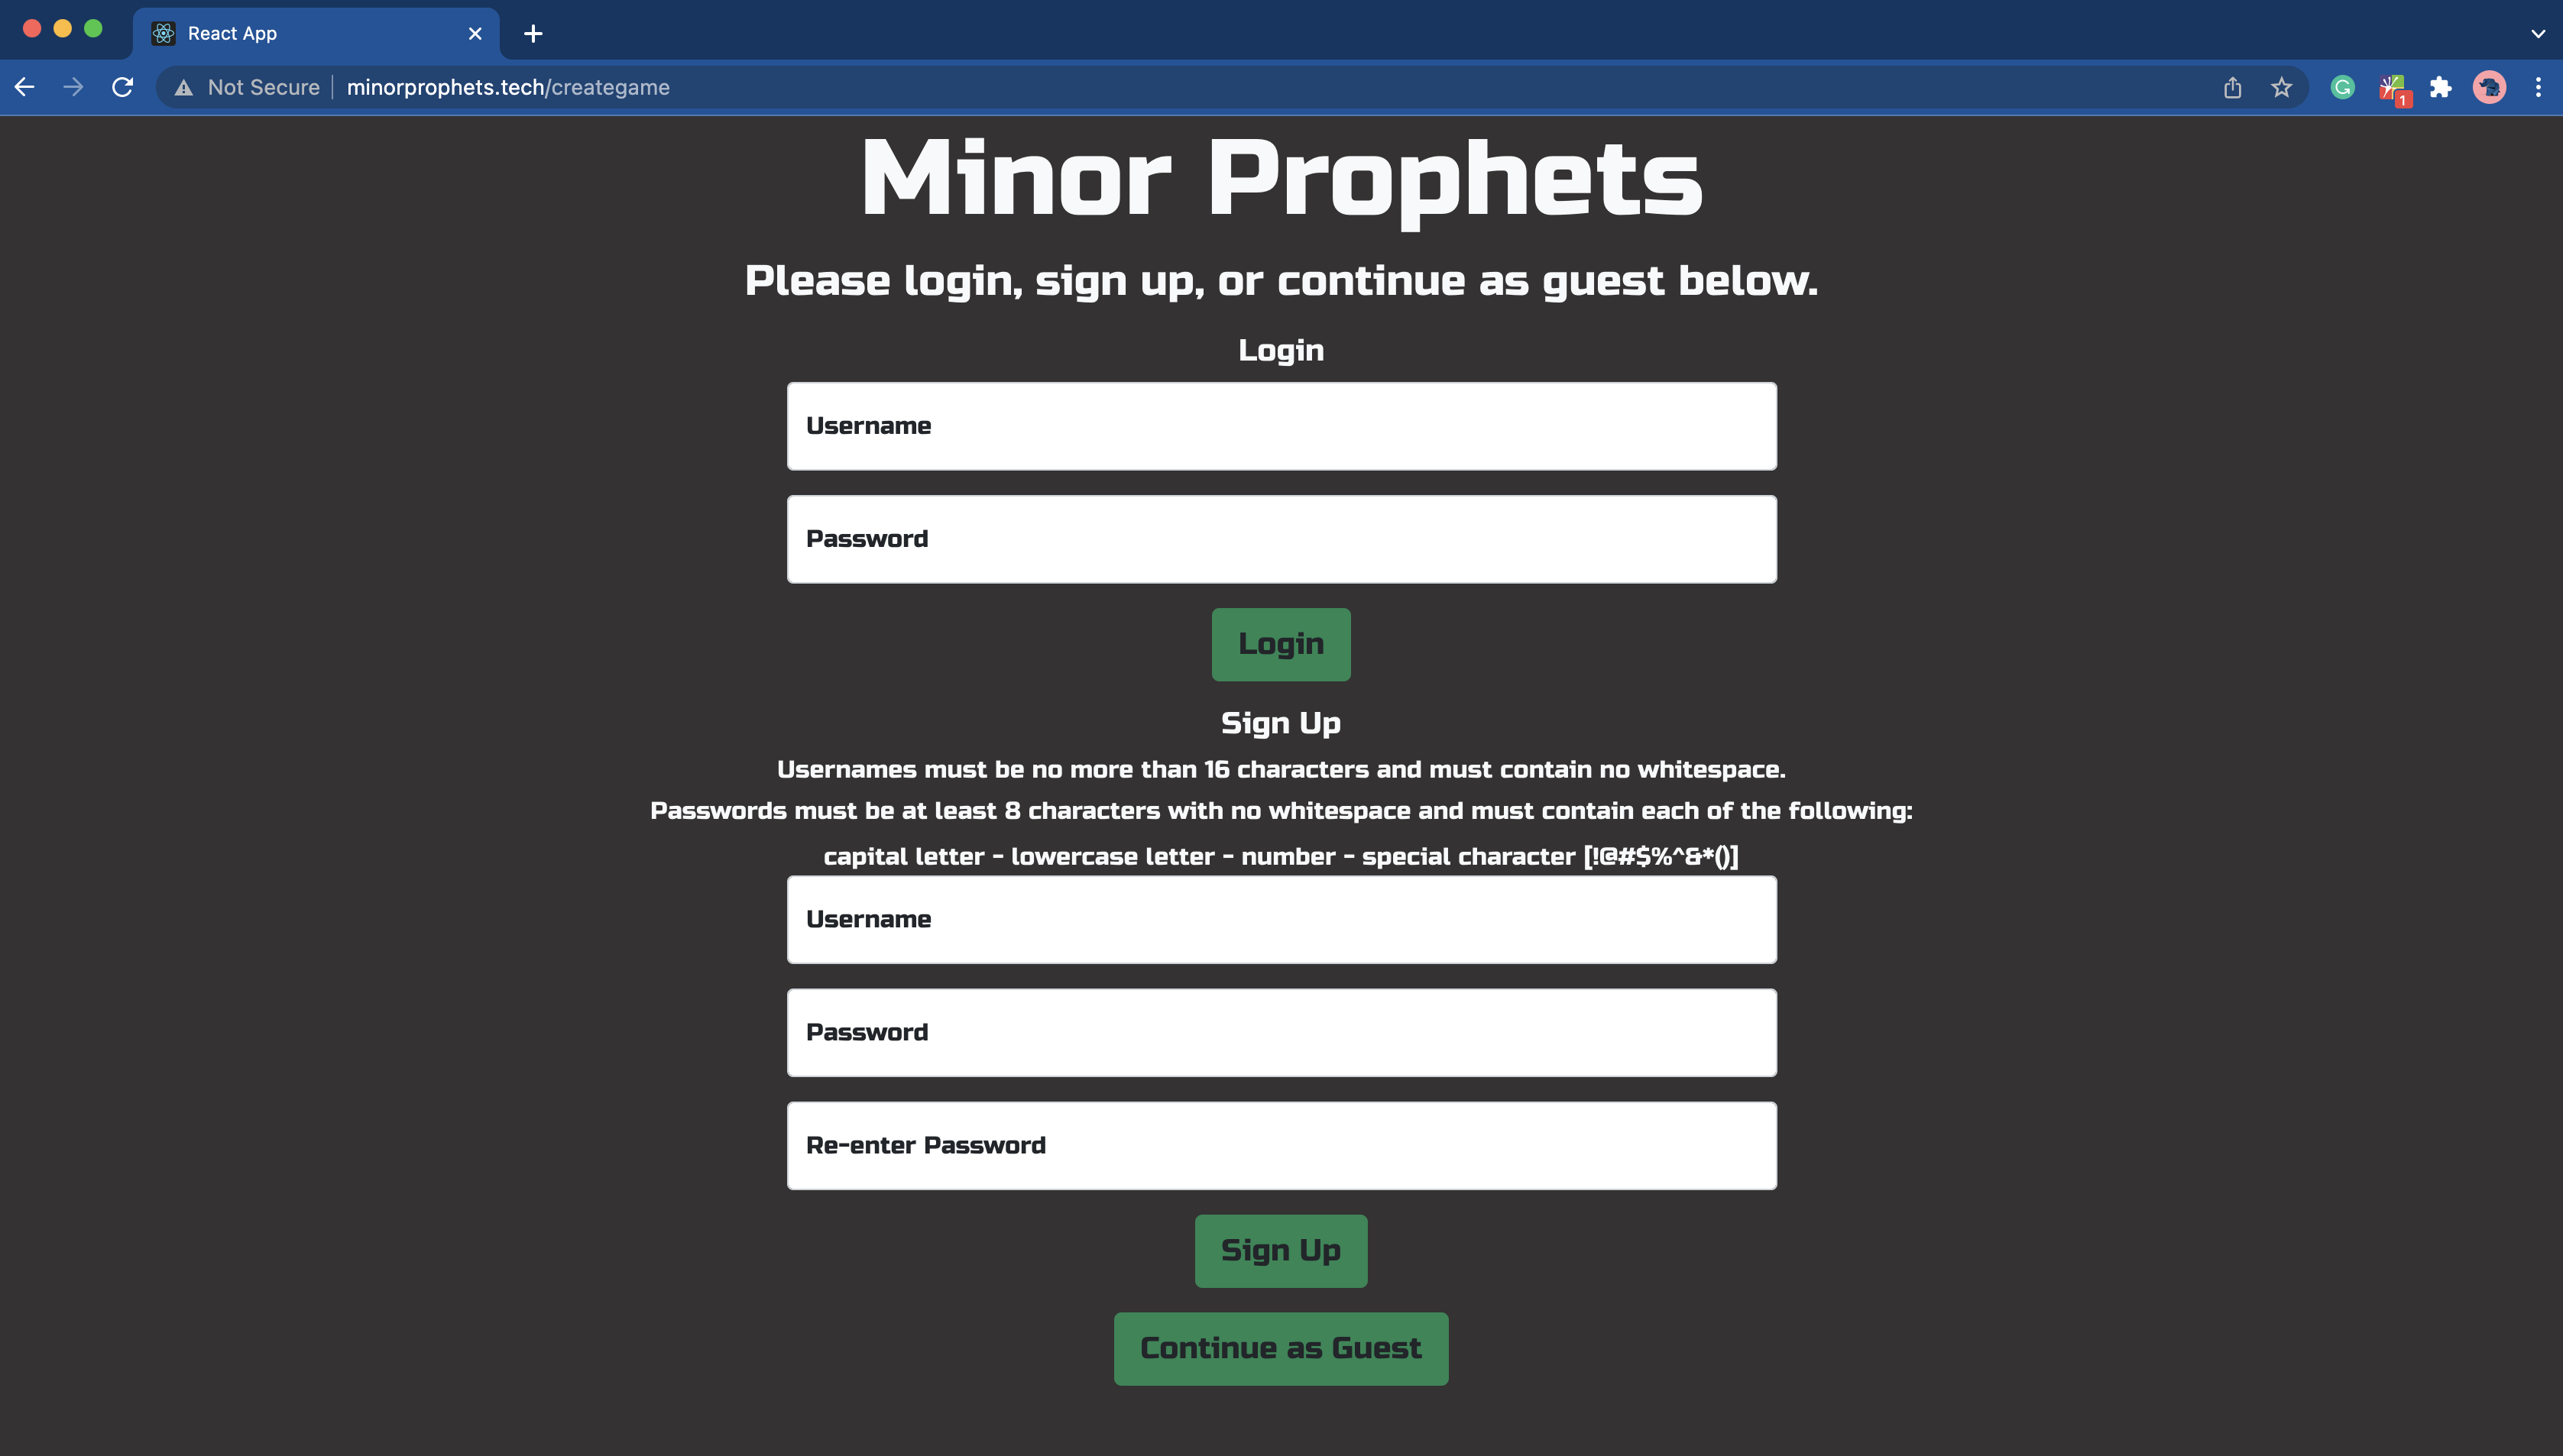 React App
Not Secure minorprophets.tech/creategame
1
Minor Prophets
Please login, sign up, or continue as guest below.
Login
Username
Password
Login
Sign Up
Usernames must be no more than 16 characters and must contain no whitespace.
Passwords must be at least 8 characters with no whitespace and must contain each of the following:
capital letter - lowercase letter - number - special character [!@#$%^&*()]
Username
Password
Re-enter Password
Sign Up
Continue as Guest